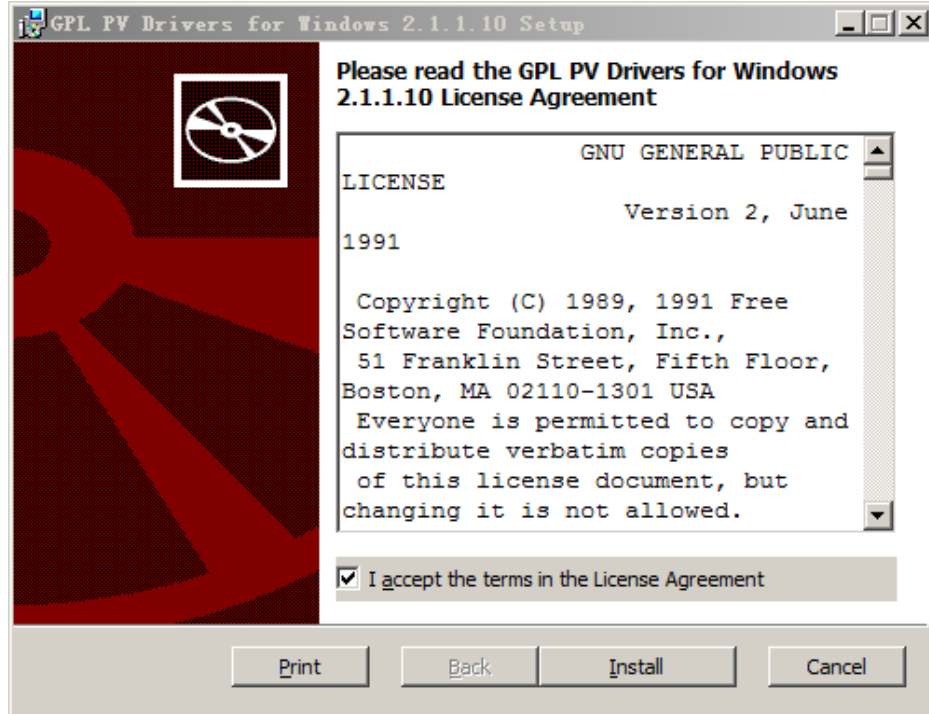 GPL PV Drivers for Windows 2.1.1.10 Setup
Please read the GPL PV Drivers for Windows
2.1.1.10 License Agreement
GNU GENERAL PUBLIC
LICENSE
Version 2, June
1991
Copyright (C) 1989, 1991 Free
Software Foundation, Inc.,
51 Franklin Street, Fifth Floor,
Boston, MA 02110-1301 USA
Everyone is permitted to copy and
distribute verbatim copies
of this license document, but
changing it is not allowed.
I accept the terms in the License Agreement
Print Back Install Cancel